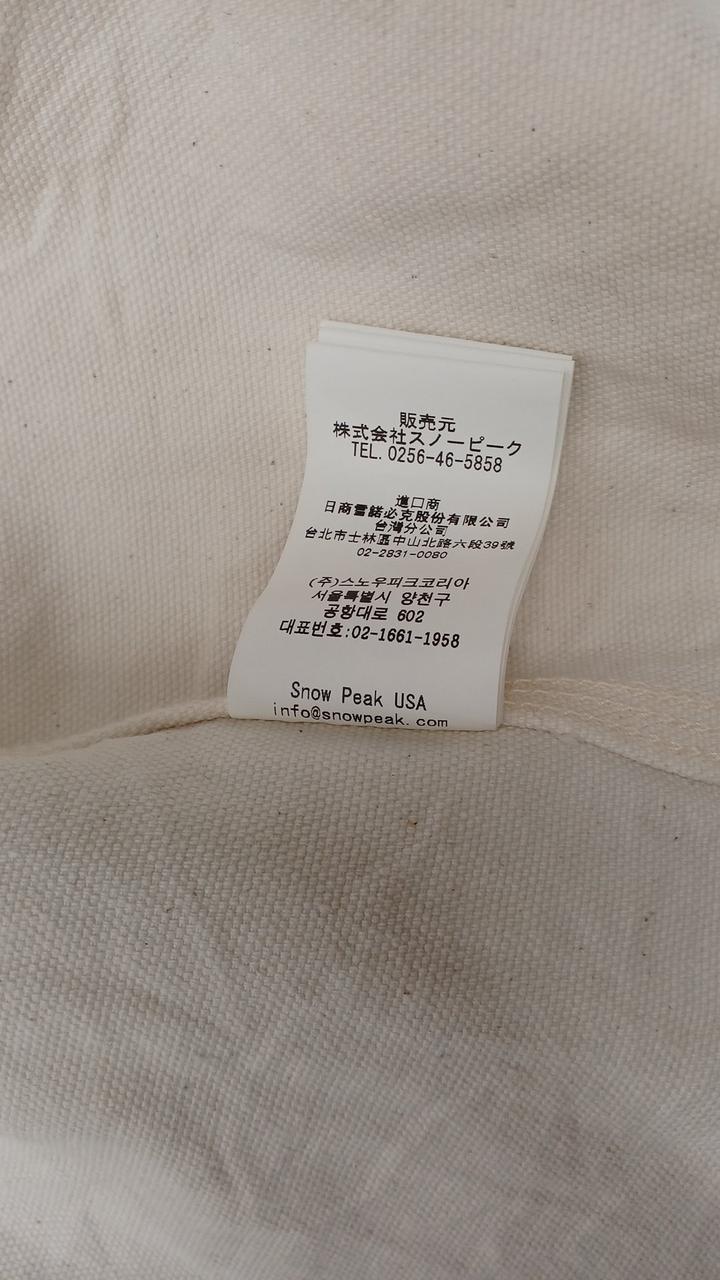 販売元
株式会社スノーピーク
TEL.0256-46-5858
進口商
日商雪諾必克股份有限公司
台灣分公司
台北市士林區中山北路六段39號
02-2831-0080
(주)스노우피크코리아
서울특별시 양천구
공항대로 602
대표번호:02-1661-1958
Snow Peak USA
info@snowpeak.com